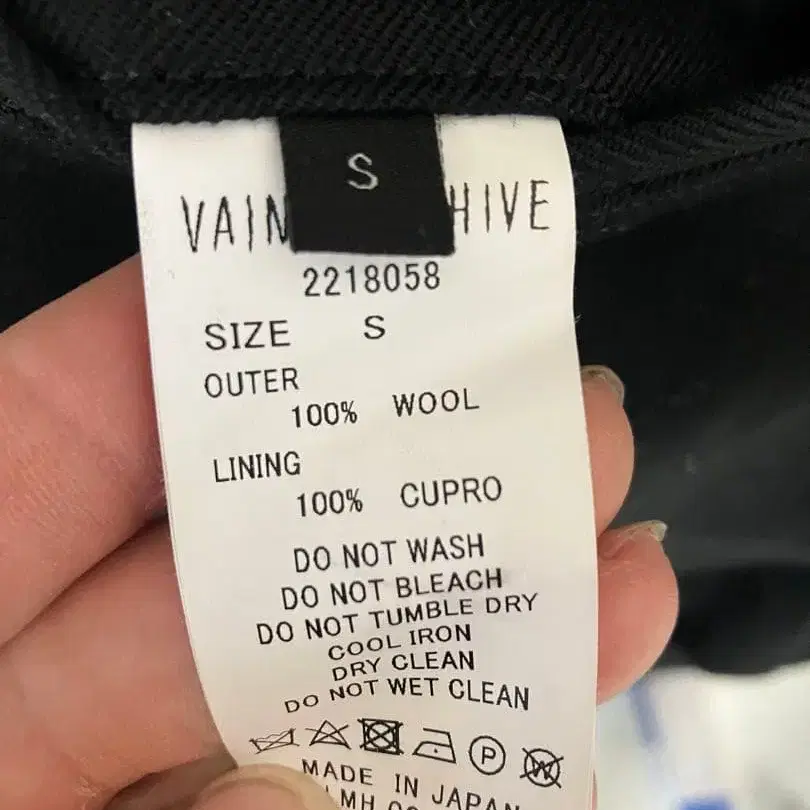 S
VAIN HIVE
2218058
SIZE S
OUTER
100% WOOL
LINING
100% CUPRO
DO NOT WASH
DO NOT BLEACH
DO NOT TUMBLE DRY
COOL IRON
DRY CLEAN
DO NOT WET CLEAN
P W
MADE IN JAPAN
MH